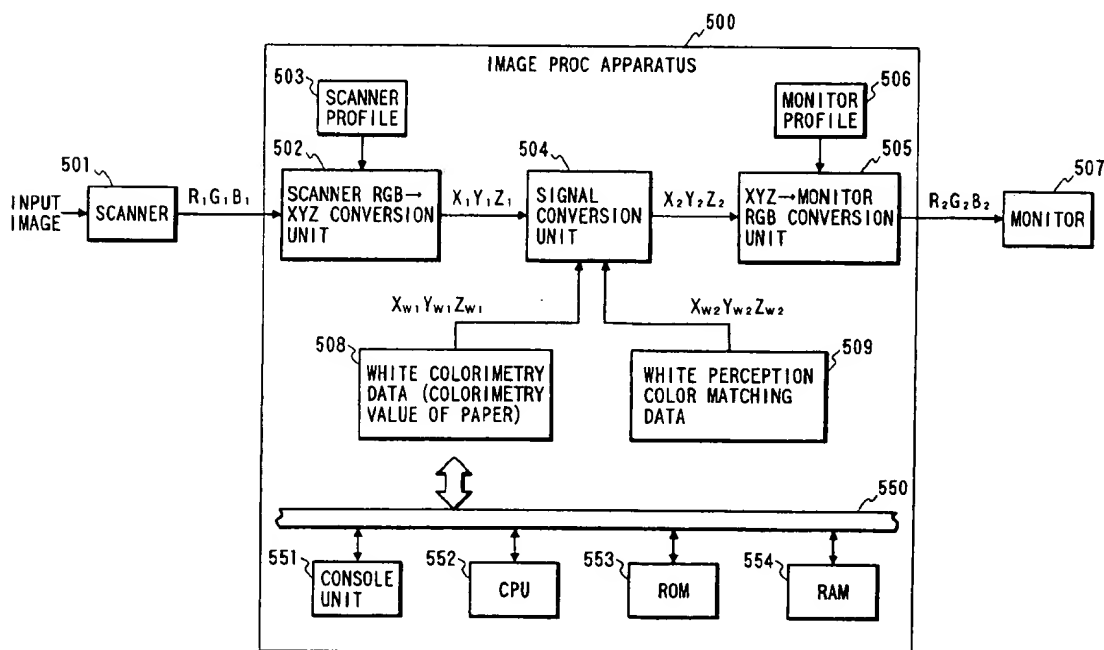 500
IMAGE PROC APPARATUS
503
SCANNER
PROFILE
506
MONITOR
PROFILE
501
INPUT
IMAGE
SCANNER
R₁G₁B₁
502
SCANNER RGB→
XYZ CONVERSION
UNIT
X₁Y₁Z₁
504
SIGNAL
CONVERSION
UNIT
X₂Y₂Z₂
505
XYZ→MONITOR
RGB CONVERSION
UNIT
R₂G₂B₂
507
MONITOR
Xw₁Yw₁Zw₁
Xw₂Yw₂Zw₂
508
WHITE COLORIMETRY
DATA (COLORIMETRY
VALUE OF PAPER)
509
WHITE PERCEPTION
COLOR MATCHING
DATA
550
551
CONSOLE
UNIT
552
CPU
553
ROM
554
RAM